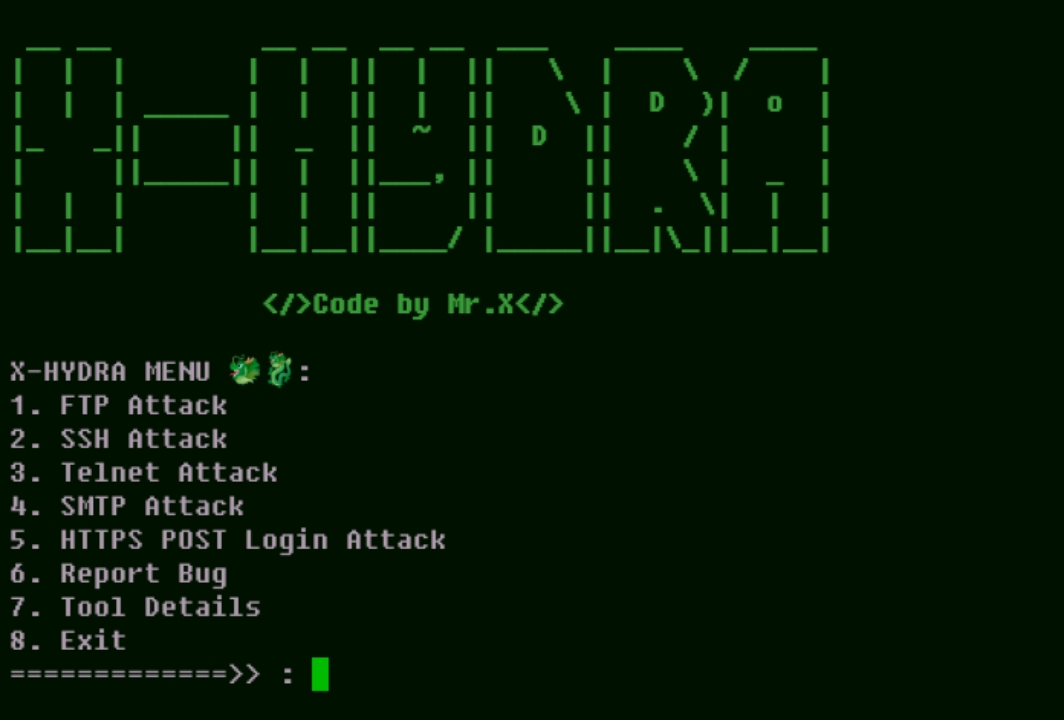 X-HYDRA
</>Code by Mr.X</>
X-HYDRA MENU 🐲🐉:
1. FTP Attack
2. SSH Attack
3. Telnet Attack
4. SMTP Attack
5. HTTPS POST Login Attack
6. Report Bug
7. Tool Details
8. Exit
=============>> :